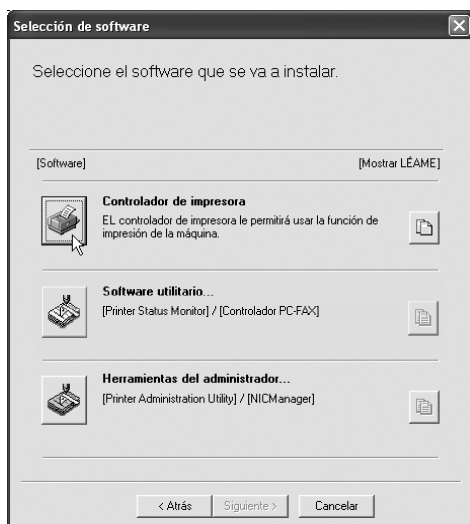 Selección de software
Seleccione el software que se va a instalar.
[Software] [Mostrar LÉAME]
Controlador de impresora
EL controlador de impresora le permitirá usar la función de
impresión de la máquina.
Software utilitario...
[Printer Status Monitor] / [Controlador PC-FAX]
Herramientas del administrador...
[Printer Administration Utility] / [NICManager]
< Atrás Siguiente > Cancelar